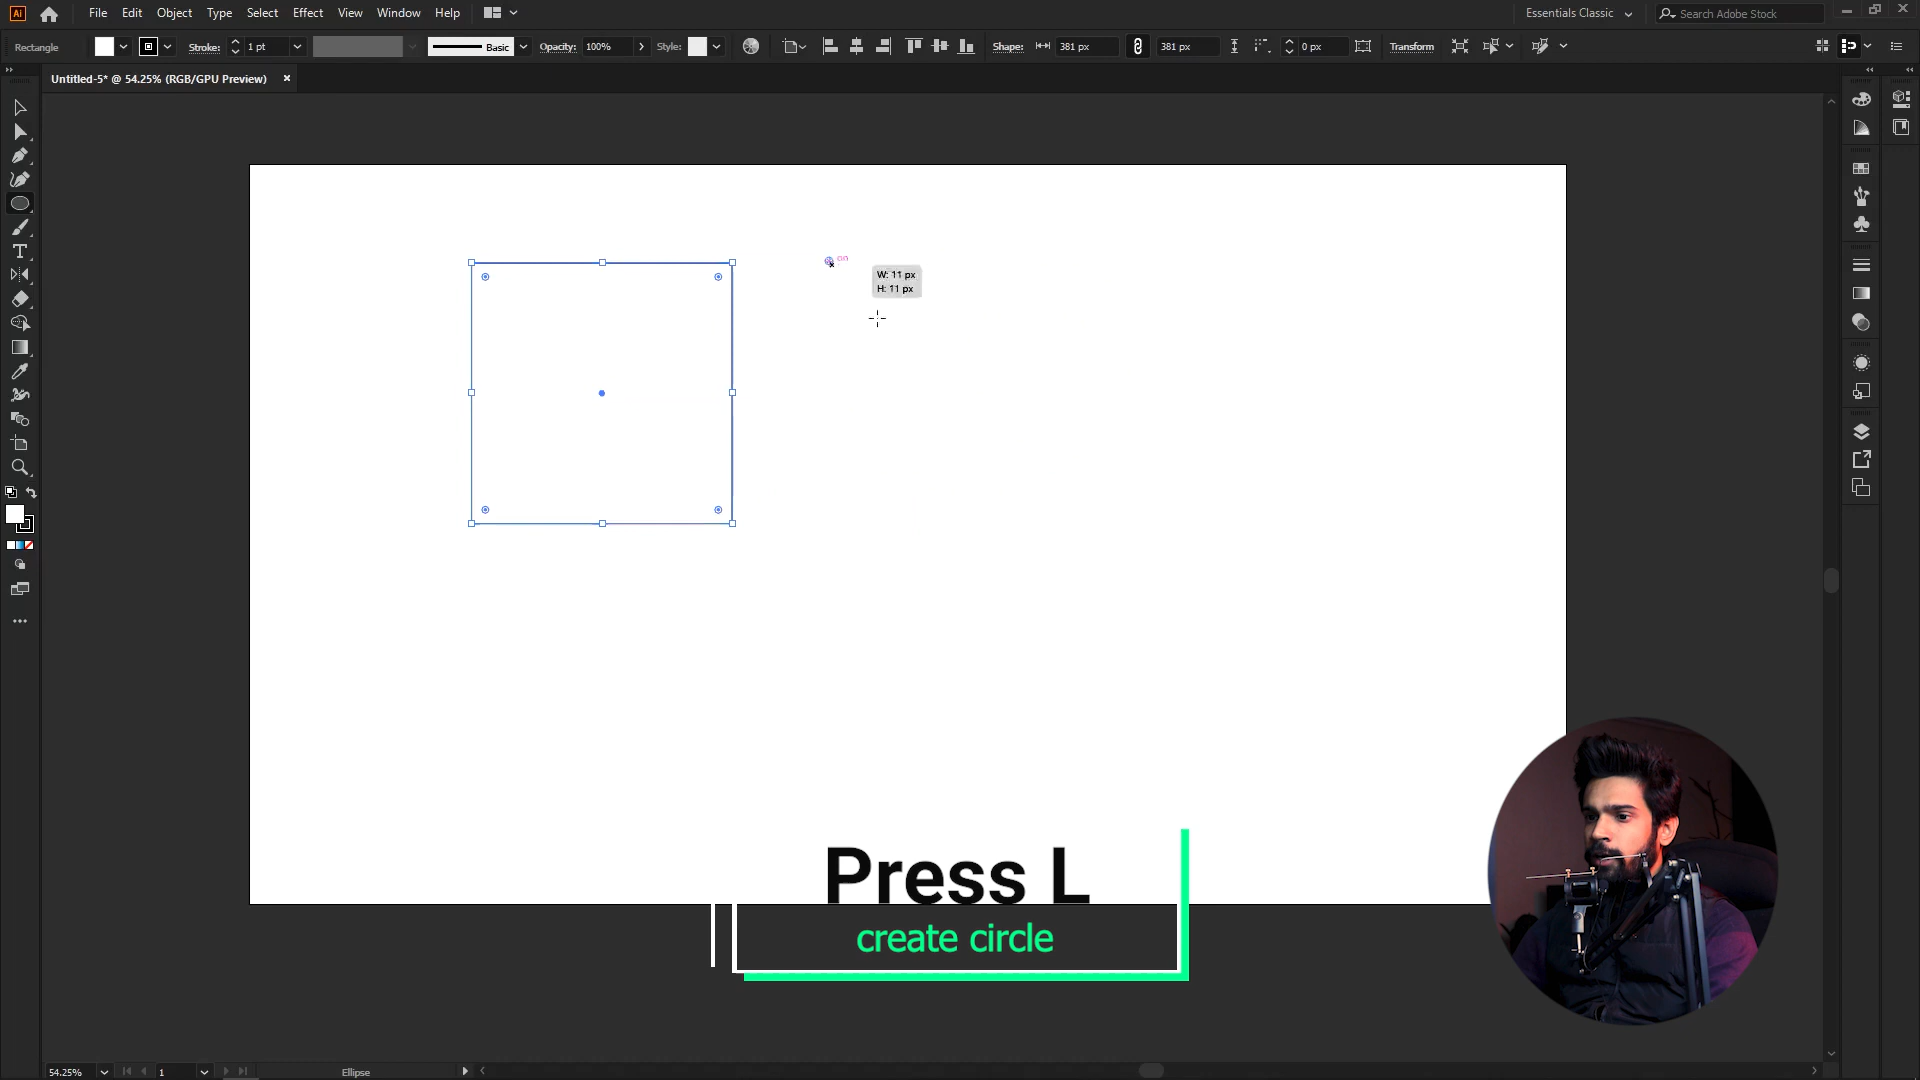 Ai File Edit Object Type Select Effect View Window Help Essentials Classic Search Adobe Stock
Rectangle Stroke: 1 pt Basic Opacity: 100% Style: Shape: 381 px 381 px 0 px Transform
Untitled-5* @ 54.25% (RGB/GPU Preview) ×
W: 11 px
H: 11 px
Press L
create circle
54.25% 1 Ellipse